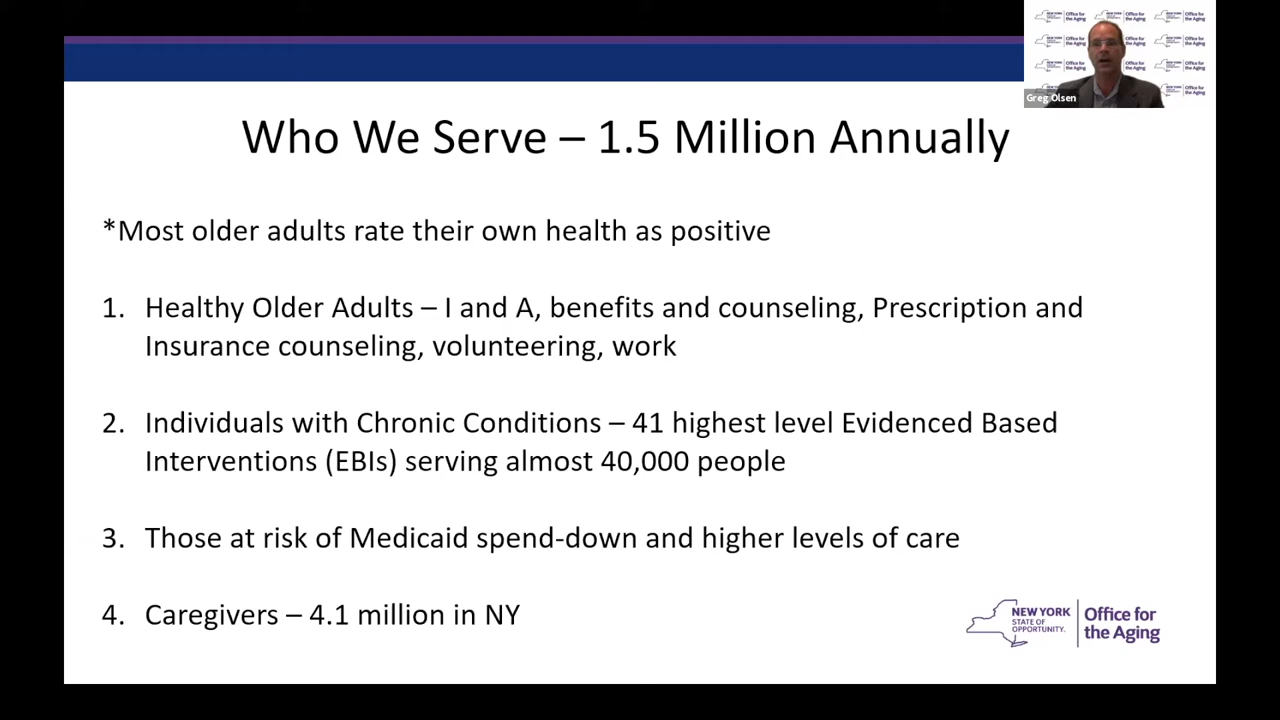 Greg Olsen
Who We Serve – 1.5 Million Annually
*Most older adults rate their own health as positive
1. Healthy Older Adults – I and A, benefits and counseling, Prescription and
Insurance counseling, volunteering, work
2. Individuals with Chronic Conditions – 41 highest level Evidenced Based
Interventions (EBIs) serving almost 40,000 people
3. Those at risk of Medicaid spend-down and higher levels of care
4. Caregivers – 4.1 million in NY
NEW YORK
STATE OF
OPPORTUNITY.
Office for
the Aging